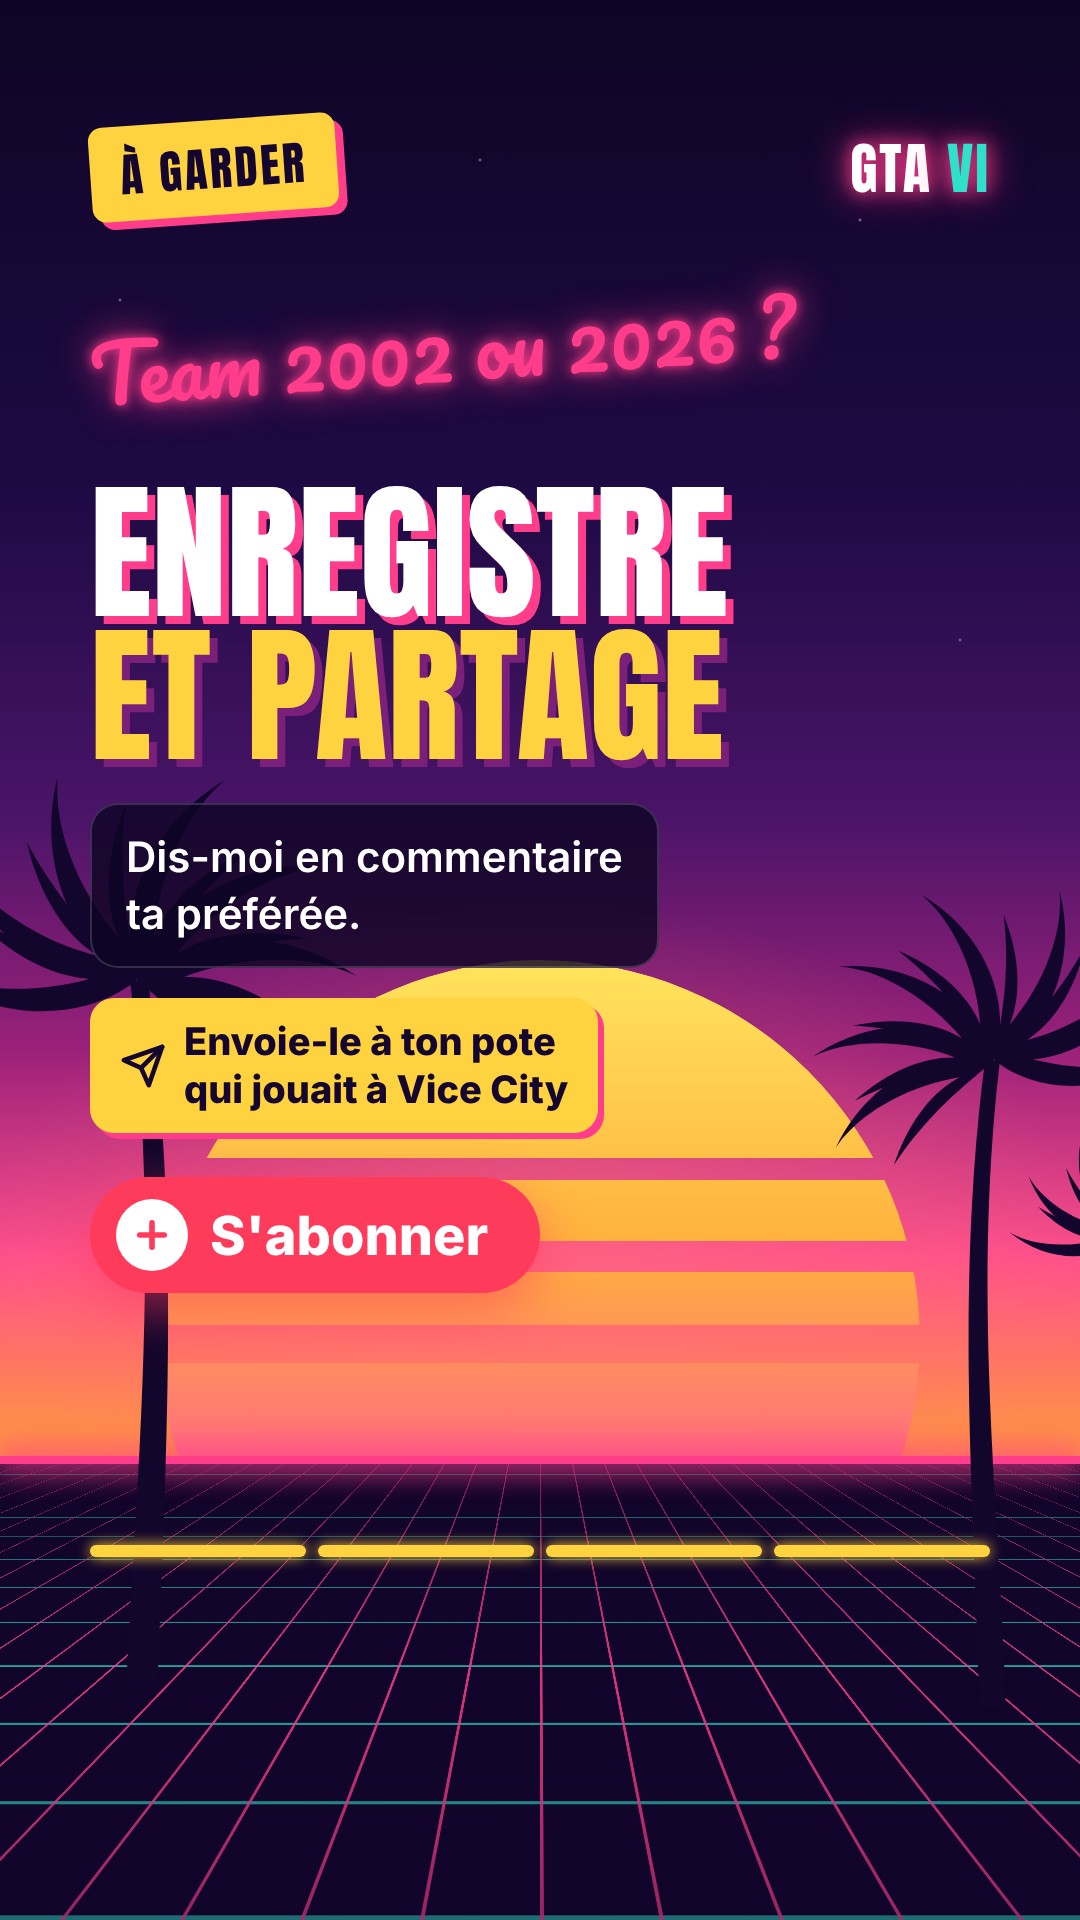 À GARDER
GTA VI
Team 2002 ou 2026 ?
ENREGISTRE
ET PARTAGE
Dis-moi en commentaire
ta préférée.
Envoie-le à ton pote
qui jouait à Vice City
S'abonner